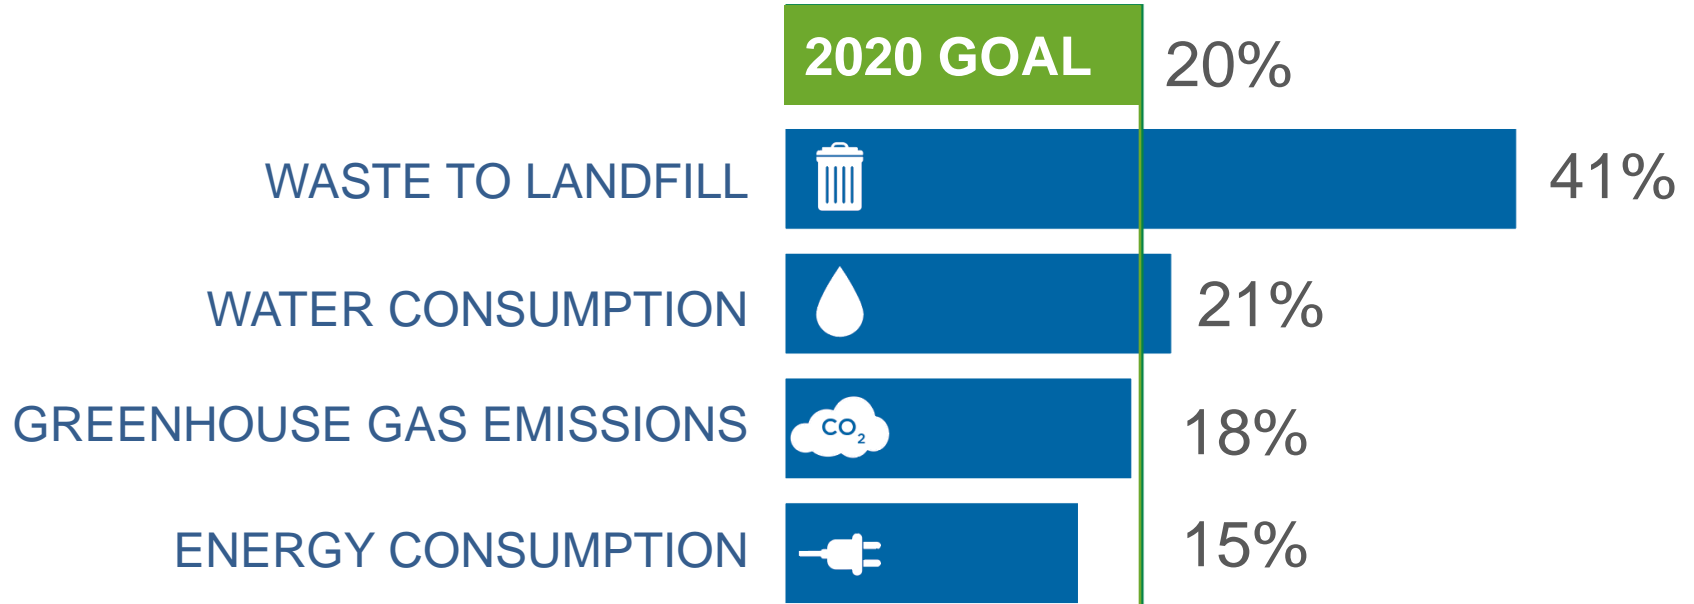 2020 GOAL 20%
WASTE TO LANDFILL 41%
WATER CONSUMPTION 21%
GREENHOUSE GAS EMISSIONS CO₂ 18%
ENERGY CONSUMPTION 15%